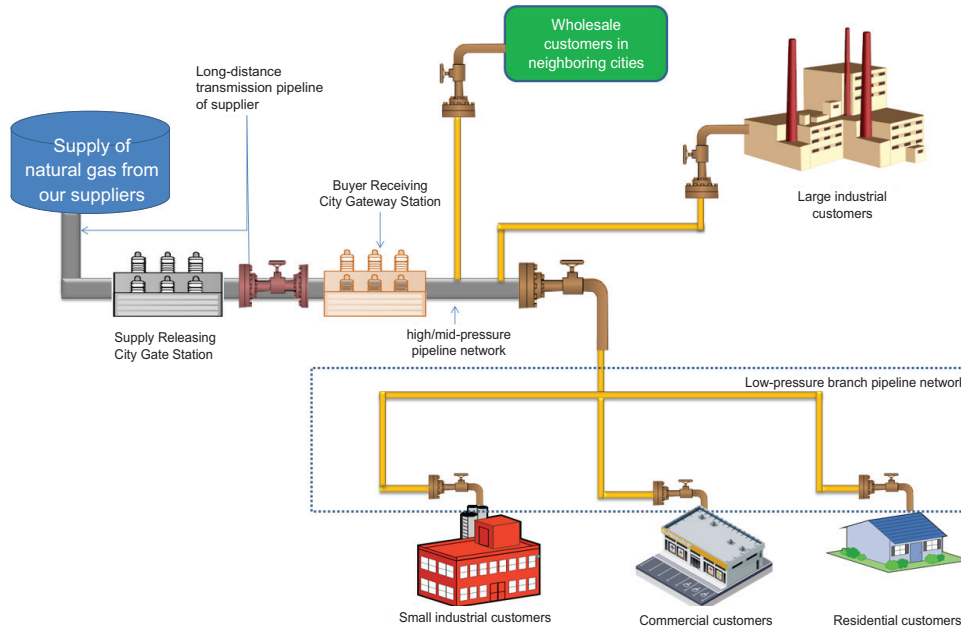 Wholesale
customers in
neighboring cities
Long-distance
transmission pipeline
of supplier
Supply of
natural gas from
our suppliers
Buyer Receiving
City Gateway Station
Large industrial
customers
Supply Releasing
City Gate Station
high/mid-pressure
pipeline network
Low-pressure branch pipeline network
Small industrial customers
Commercial customers
Residential customers